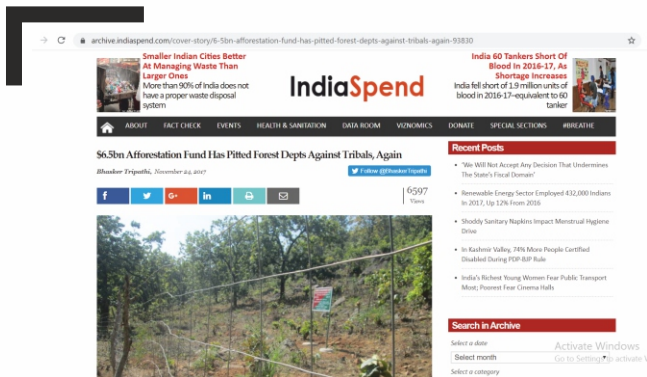 archive.indiaspend.com/cover-story/6-5bn-afforestation-fund-has-pitted-forest-depts-against-tribals-again-93830
Smaller Indian Cities Better
At Managing Waste Than
Larger Ones
More than 90% of India does not
have a proper waste disposal
system
IndiaSpend
India 60 Tankers Short Of
Blood In 2016-17, As
Shortage Increases
India fell short of 1.9 million units of
blood in 2016-17–equivalent to 60
tanker
ABOUT FACT CHECK EVENTS HEALTH & SANITATION DATA ROOM VIZNOMICS DONATE SPECIAL SECTIONS #BREATHE
$6.5bn Afforestation Fund Has Pitted Forest Depts Against Tribals, Again
Bhasker Tripathi, November 24, 2017
Follow @BhaskerTripathi
f G+ in
6597
Views
Recent Posts
'We Will Not Accept Any Decision That Undermines
The State's Fiscal Domain'
Renewable Energy Sector Employed 432,000 Indians
In 2017, Up 12% From 2016
Shoddy Sanitary Napkins Impact Menstrual Hygiene
Drive
In Kashmir Valley, 74% More People Certified
Disabled During PDP-BJP Rule
India's Richest Young Women Fear Public Transport
Most; Poorest Fear Cinema Halls
Search in Archive
Select a date
Select month
Select a category
Activate Windows
Go to Settings to activate